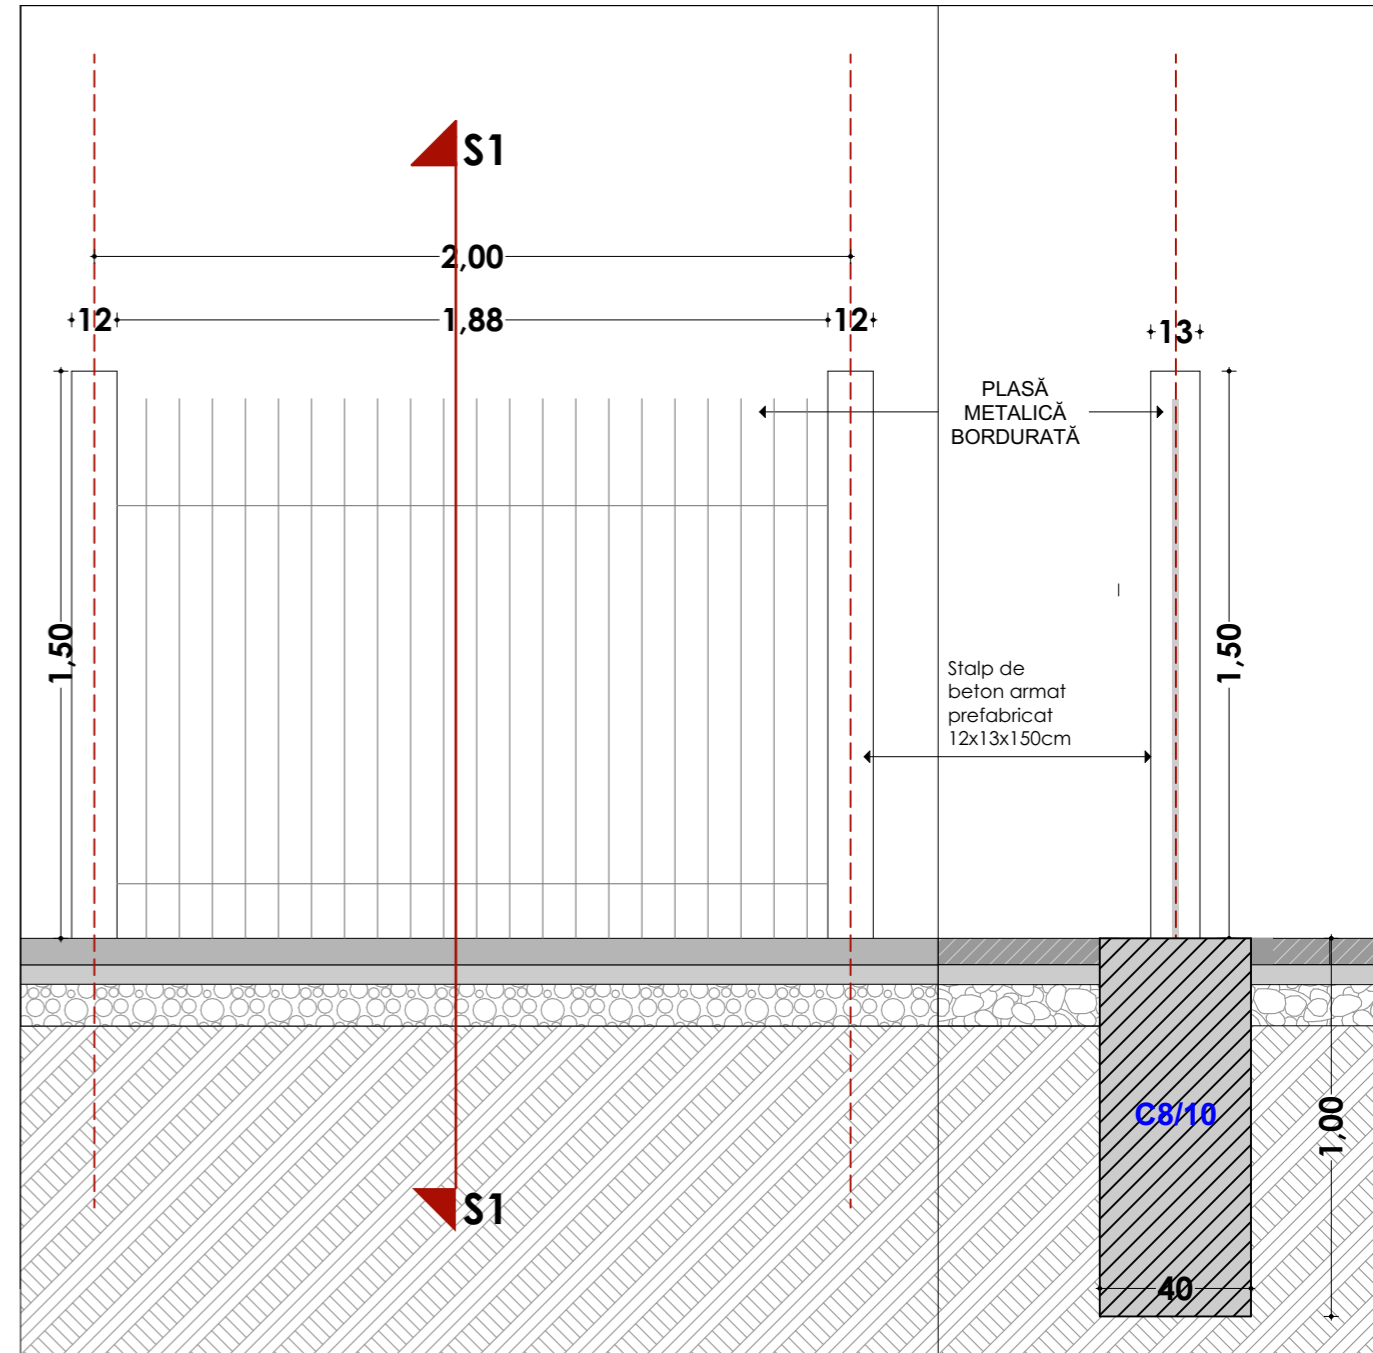 S1
2,00
12
1,88
12
13
PLASĂ
METALICĂ
BORDURATĂ
1,50
1,50
Stalp de
beton armat
prefabricat
12x13x150cm
C8/10
1,00
S1
40